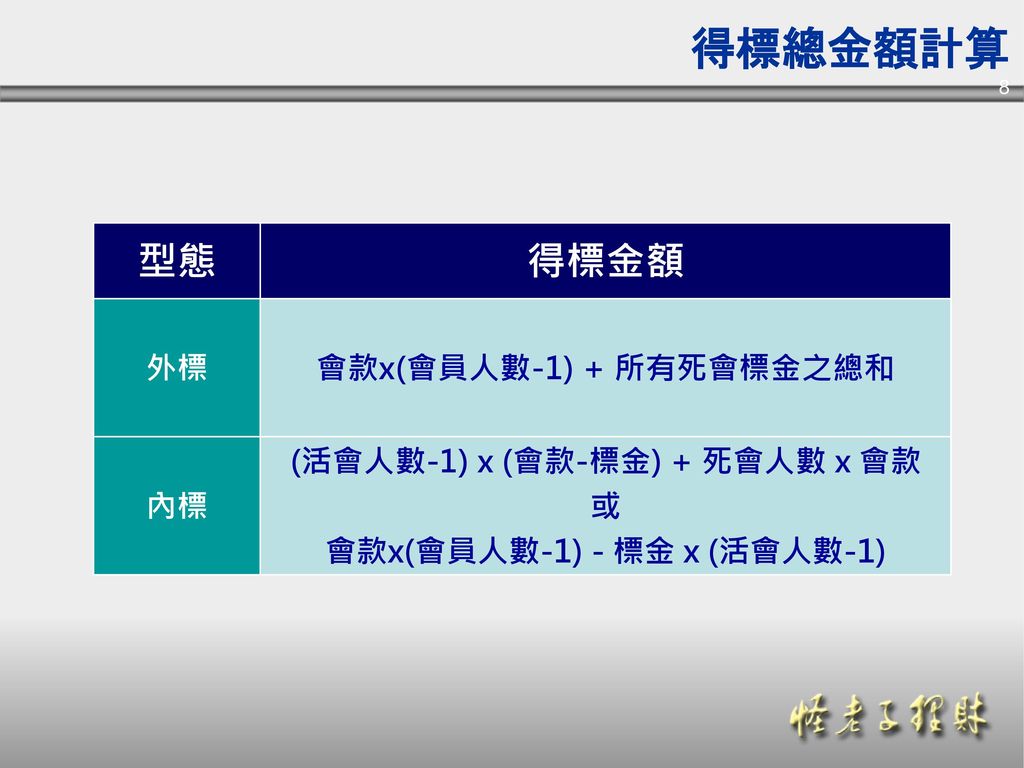 得標總金額計算
8
型態
得標金額
外標
會款x(會員人數-1) + 所有死會標金之總和
內標
(活會人數-1) x (會款-標金) + 死會人數 x 會款
或
會款x(會員人數-1) - 標金 x (活會人數-1)
怪老子理財